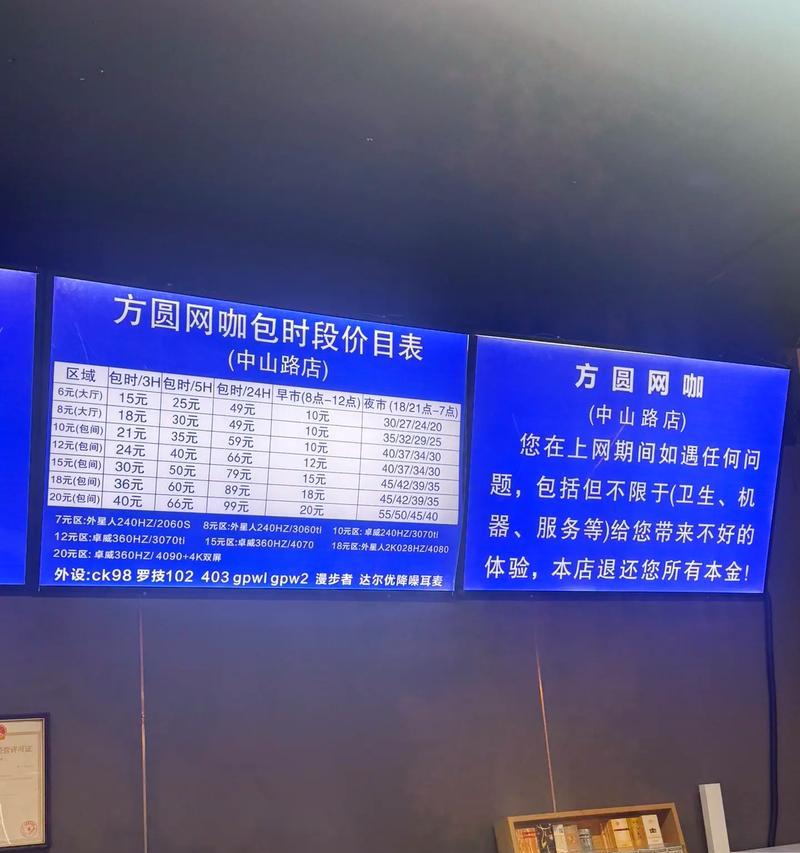 方圆网咖包时段价目表
(中山路店)
区域 包时/3H 包时/5H 包时/24H 早市(8点-12点) 夜市(18/21点-7点)
6元(大厅) 15元 25元 49元 10元 30/27/24/20
8元(大厅) 18元 30元 49元 10元 35/32/29/25
10元(包间) 21元 35元 59元 10元 40/37/34/30
12元(包间) 24元 40元 66元 12元 40/37/34/30
15元(包间) 30元 50元 79元 15元 45/42/39/35
18元(包间) 36元 60元 89元 18元 45/42/39/35
20元(包间) 40元 66元 99元 20元 55/50/45/40
7元区:外星人240HZ/2060S 8元区:外星人240HZ/3060ti 10元区:卓威240HZ/3070ti
12元区:卓威360HZ/3070ti 15元区:卓威360HZ/4070 18元区:外星人2K028HZ/4080
20元区:卓威360HZ/ 4090+4K双屏
外设:ck98 罗技102 403 gpwl gpw2 漫步者 达尔优降噪耳麦
方圆网咖
(中山路店)
您在上网期间如遇任何问
题，包括但不限于(卫生、机
器、服务等)给您带来不好的
体验，本店退还您所有本金!